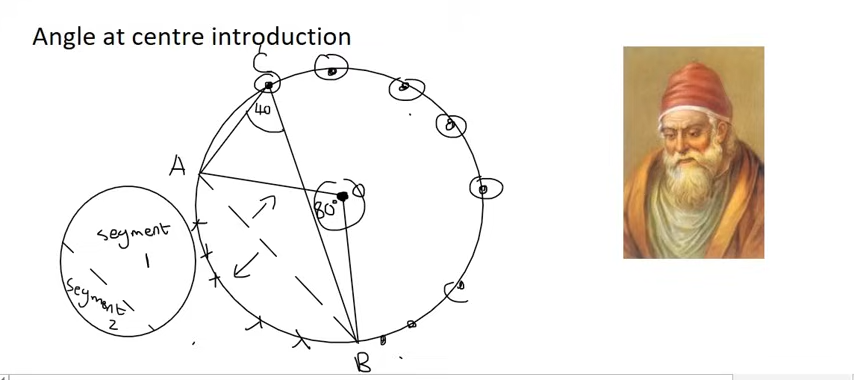 Angle at centre introduction
C
40
A
O
80°
segment
1
segment
2
B